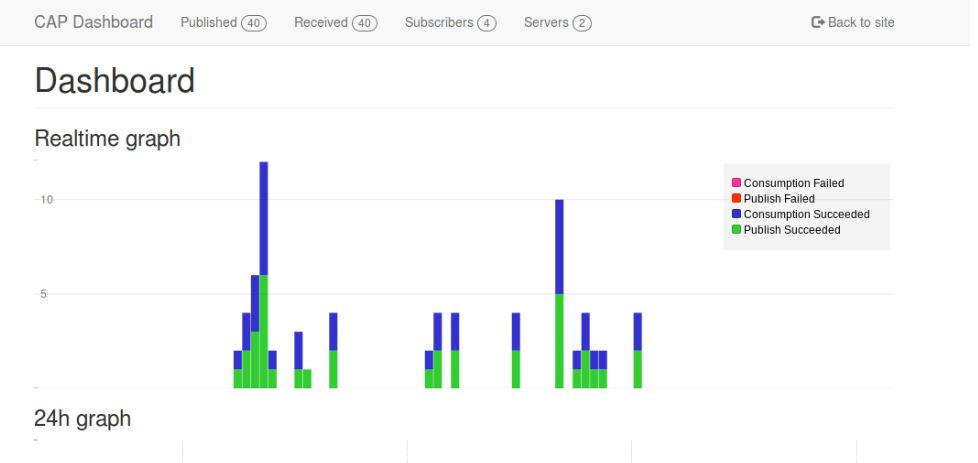 CAP Dashboard Published 40 Received 40 Subscribers 4 Servers 2 Back to site
Dashboard
Realtime graph
10
5
Consumption Failed
Publish Failed
Consumption Succeeded
Publish Succeeded
24h graph